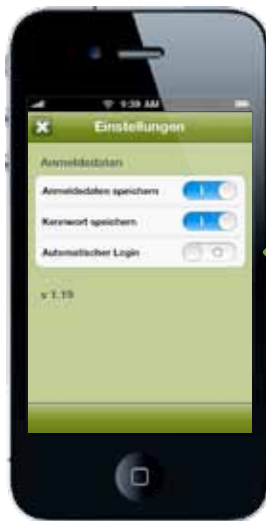 9:39 AM
Einstellungen
Anmeldedaten
Anmeldedaten speichern
Kennwort speichern
Automatischer Login
v 1.19